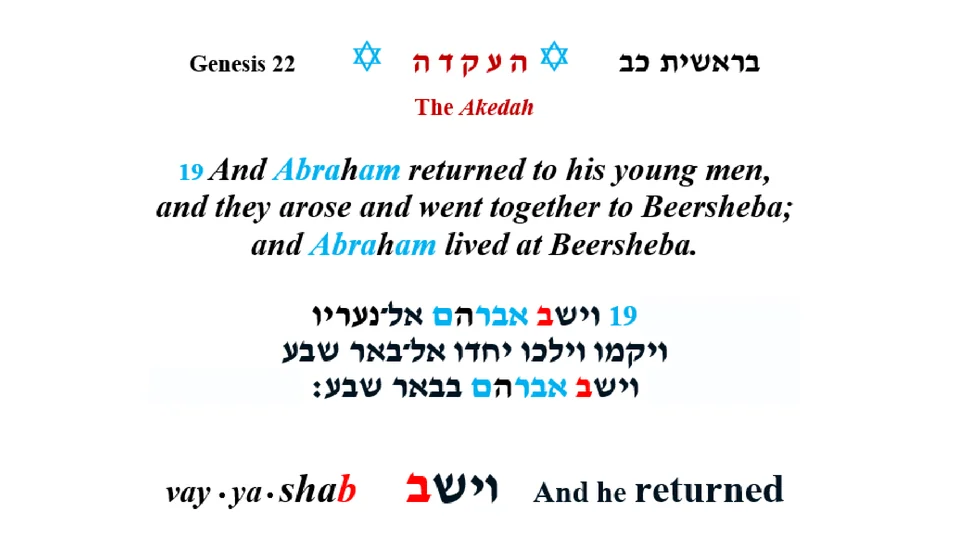 Genesis 22 ✡ ה ע ק ד ה ✡ בראשית כב
The Akedah
19 And Abraham returned to his young men,
and they arose and went together to Beersheba;
and Abraham lived at Beersheba.
19 וישב אברהם אל־נעריו
ויקמו וילכו יחדו אל־באר שבע
וישב אברהם בבאר שבע:
vay · ya · shab וישב And he returned